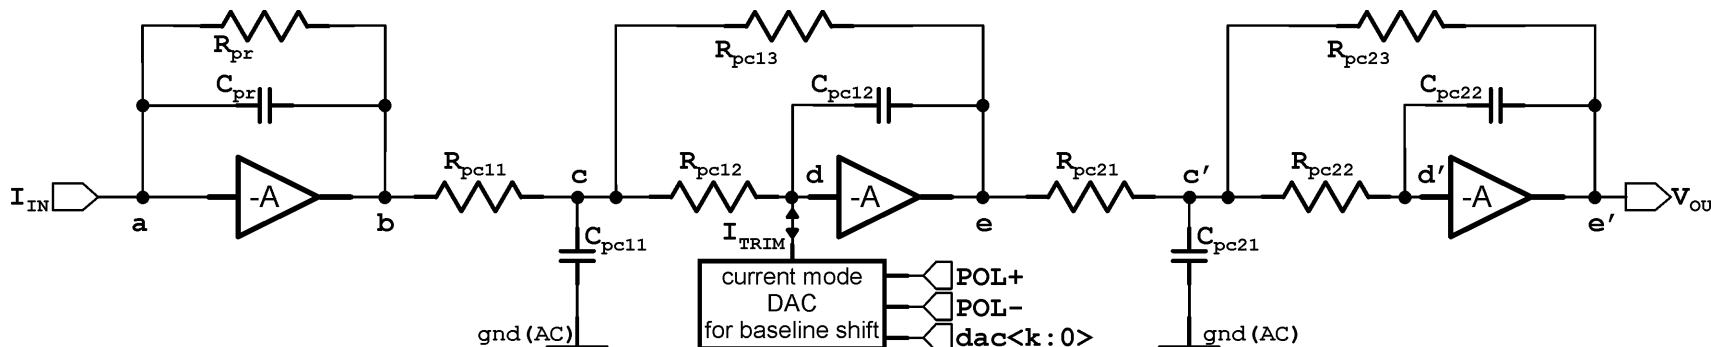 Rpr
Rpc13
Rpc23
Cpr
Cpc12
Cpc22
Rpc11
Rpc12
Rpc21
Rpc22
IIN
-A
c
d
-A
c'
d'
-A
VOU
a
b
e
e'
Cpc11
ITRIM
Cpc21
current mode
DAC
for baseline shift
POL+
POL-
dac<k:0>
gnd(AC)
gnd(AC)